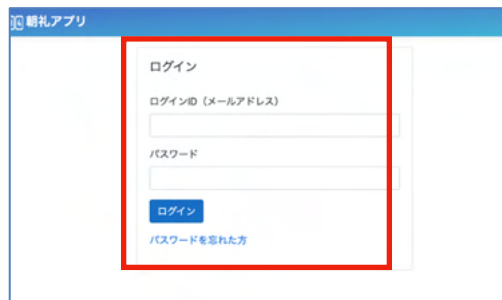 朝礼アプリ
ログイン
ログインID（メールアドレス）
パスワード
ログイン
パスワードを忘れた方